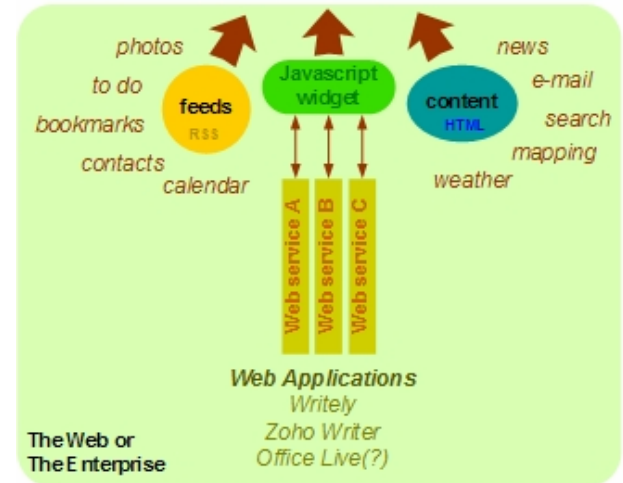 photos
to do
bookmarks
contacts
calendar
feeds
RSS
Javascript
widget
content
HTML
news
e-mail
search
mapping
weather
Web service A
Web service B
Web service C
Web Applications
Writely
Zoho Writer
Office Live(?)
The Web or
The Enterprise